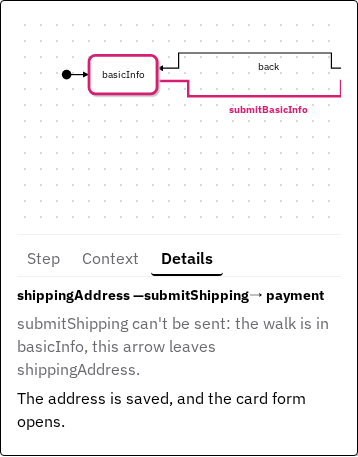 back
basicInfo
submitBasicInfo
Step Context Details
shippingAddress —submitShipping→ payment
submitShipping can't be sent: the walk is in
basicInfo, this arrow leaves
shippingAddress.
The address is saved, and the card form
opens.